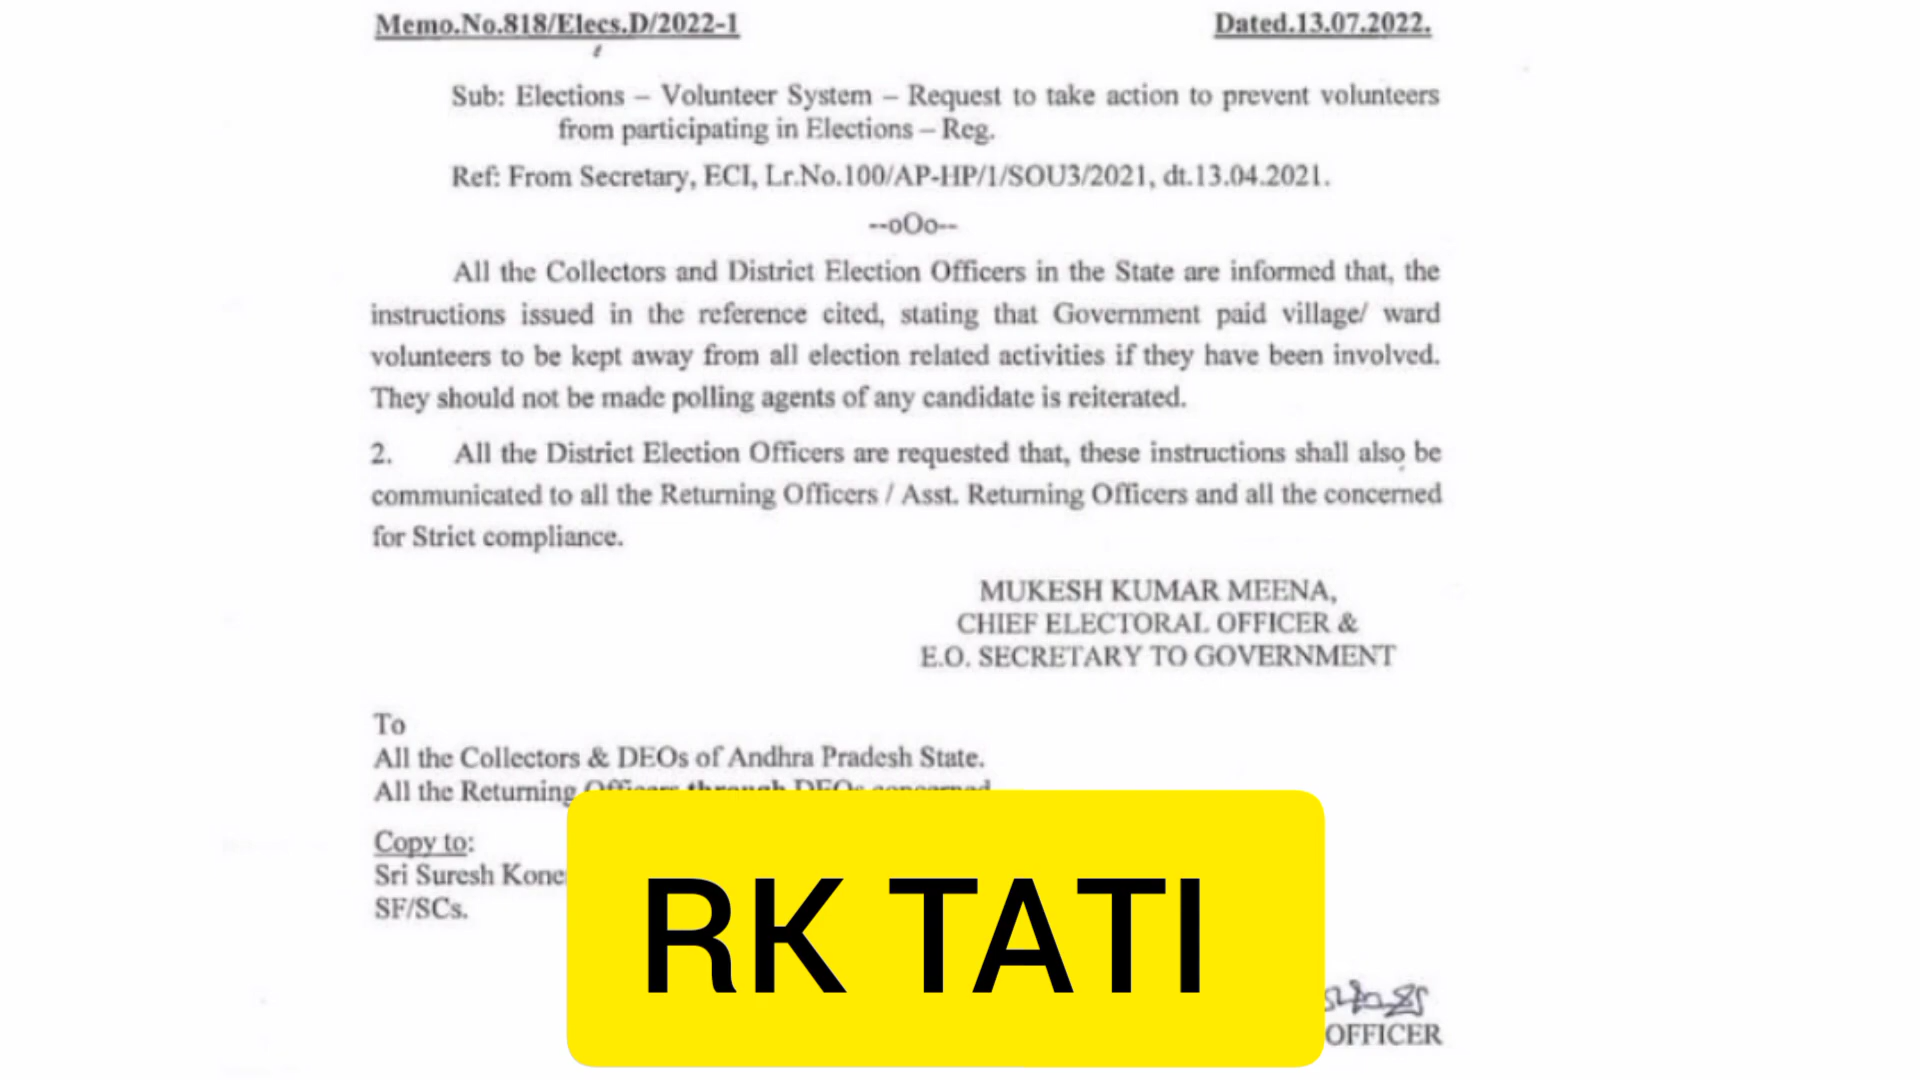 Memo.No.818/Elecs.D/2022-1 Dated.13.07.2022.
Sub: Elections – Volunteer System – Request to take action to prevent volunteers
from participating in Elections – Reg.
Ref: From Secretary, ECI, Lr.No.100/AP-HP/1/SOU3/2021, dt.13.04.2021.
--oOo--
All the Collectors and District Election Officers in the State are informed that, the
instructions issued in the reference cited, stating that Government paid village/ ward
volunteers to be kept away from all election related activities if they have been involved.
They should not be made polling agents of any candidate is reiterated.
2. All the District Election Officers are requested that, these instructions shall also be
communicated to all the Returning Officers / Asst. Returning Officers and all the concerned
for Strict compliance.
MUKESH KUMAR MEENA,
CHIEF ELECTORAL OFFICER &
E.O. SECRETARY TO GOVERNMENT
To
All the Collectors & DEOs of Andhra Pradesh State.
All the Returning Officers through DEOs concerned
Copy to:
Sri Suresh Kone
SF/SCs.
RK TATI
OFFICER